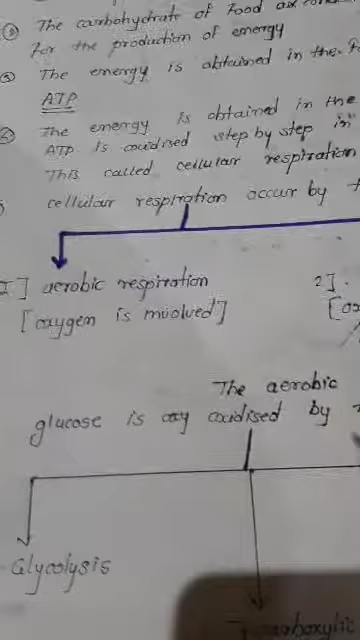 The carbohydrate of food are
for the production of energy
The energy is obtained in the
ATP
The energy is obtained in the
ATP is oxidised step by step in
This called cellular respiration
cellular respiration occur by
I] aerobic respiration
2].
[oxygen is involved]
The aerobic
glucose is oxy oxidised by
Glycolysis